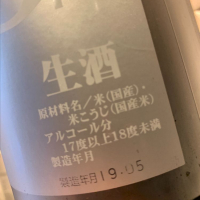 生酒
原材料名／米(国産)・
米こうじ(国産米)
アルコール分
17度以上18度未満
製造年月
製造年月19.05